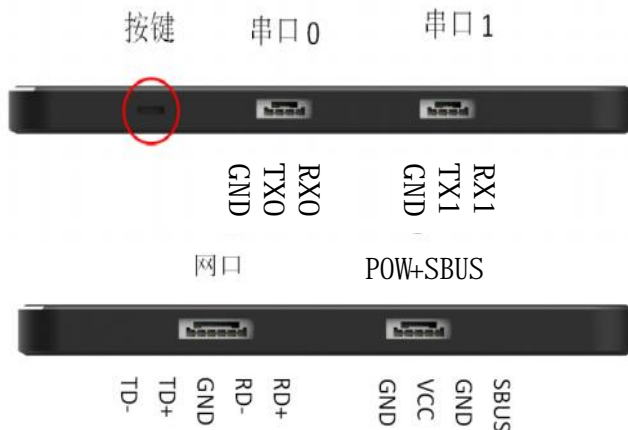 按键 串口 0 串口 1
GND TX0 RX0 GND TX1 RX1
网口 POW+SBUS
TD- TD+ GND RD- RD+ GND VCC GND SBUS